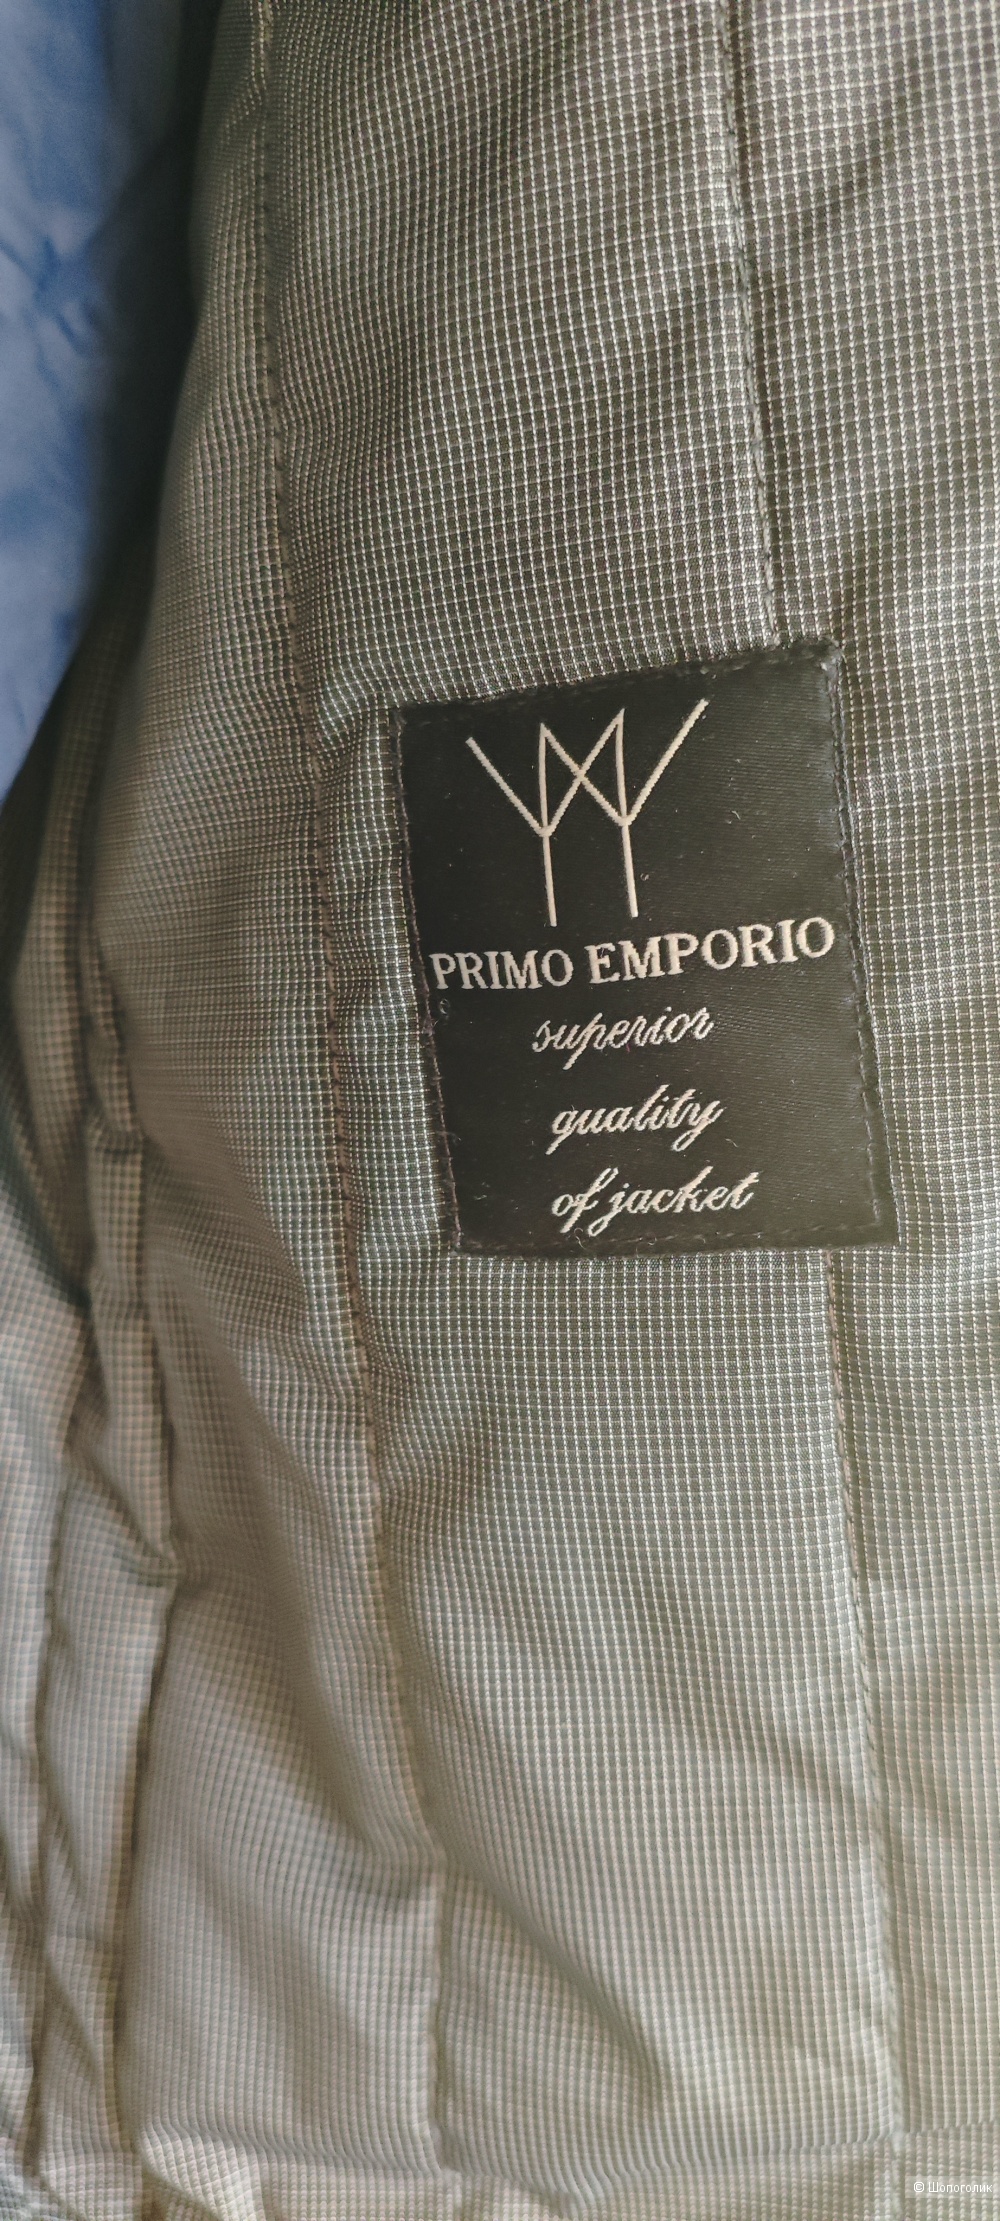 PRIMO EMPORIO
superior
quality
of jacket
© Шопоголик